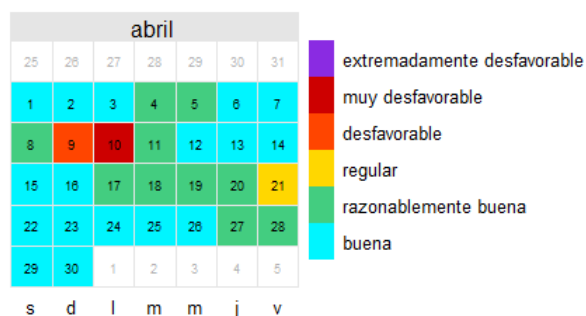 abril
25 26 27 28 29 30 31
1 2 3 4 5 6 7
8 9 10 11 12 13 14
15 16 17 18 19 20 21
22 23 24 25 26 27 28
29 30 1 2 3 4 5
s d l m m j v
extremadamente desfavorable
muy desfavorable
desfavorable
regular
razonablemente buena
buena